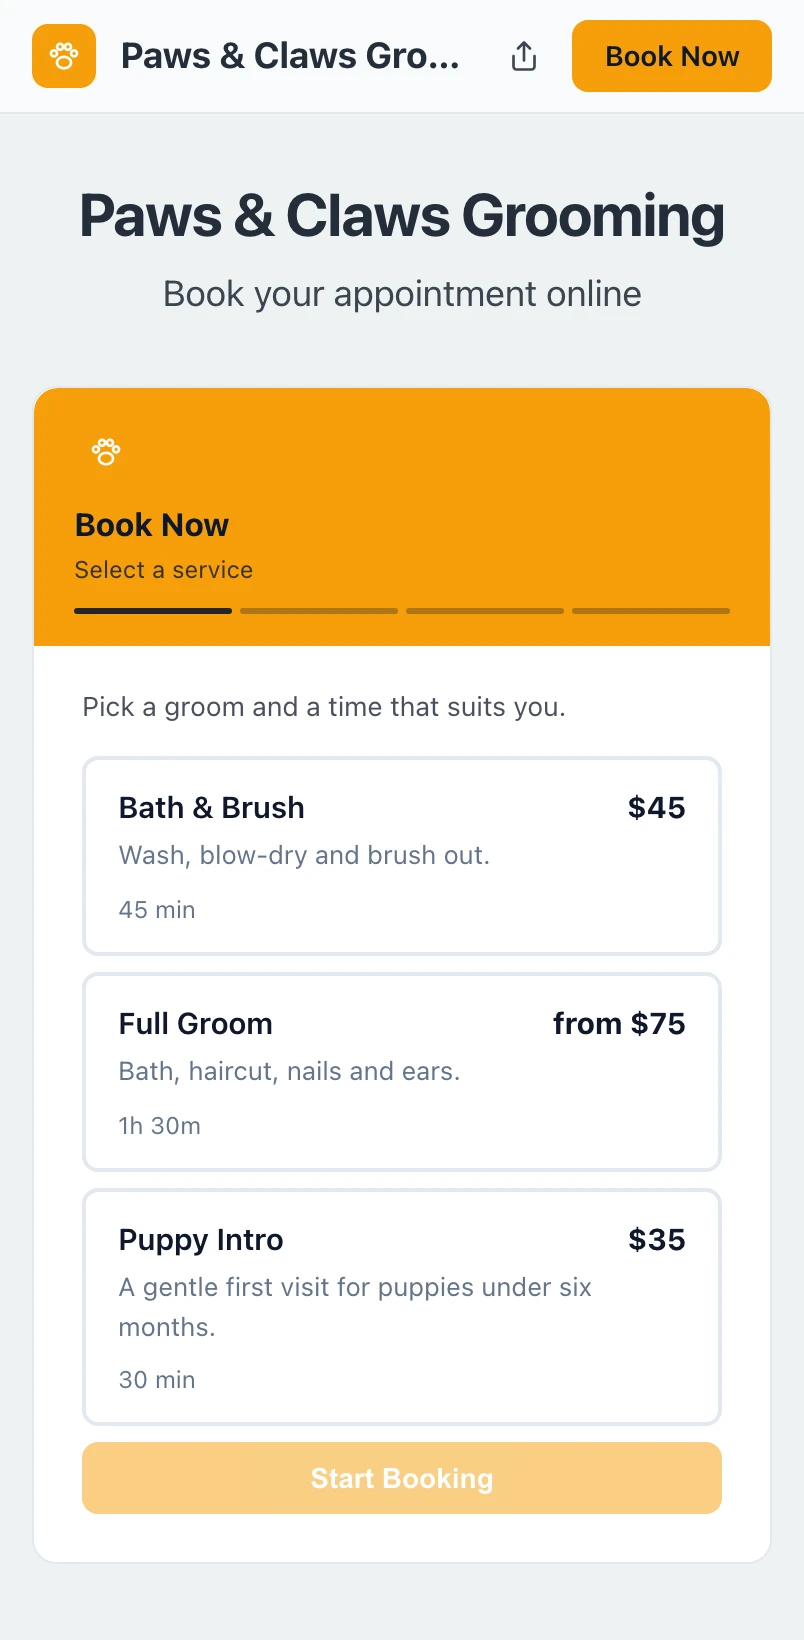 Paws & Claws Gro...
Book Now
Paws & Claws Grooming
Book your appointment online
Book Now
Select a service
Pick a groom and a time that suits you.
Bath & Brush
$45
Wash, blow-dry and brush out.
45 min
Full Groom
from $75
Bath, haircut, nails and ears.
1h 30m
Puppy Intro
$35
A gentle first visit for puppies under six
months.
30 min
Start Booking